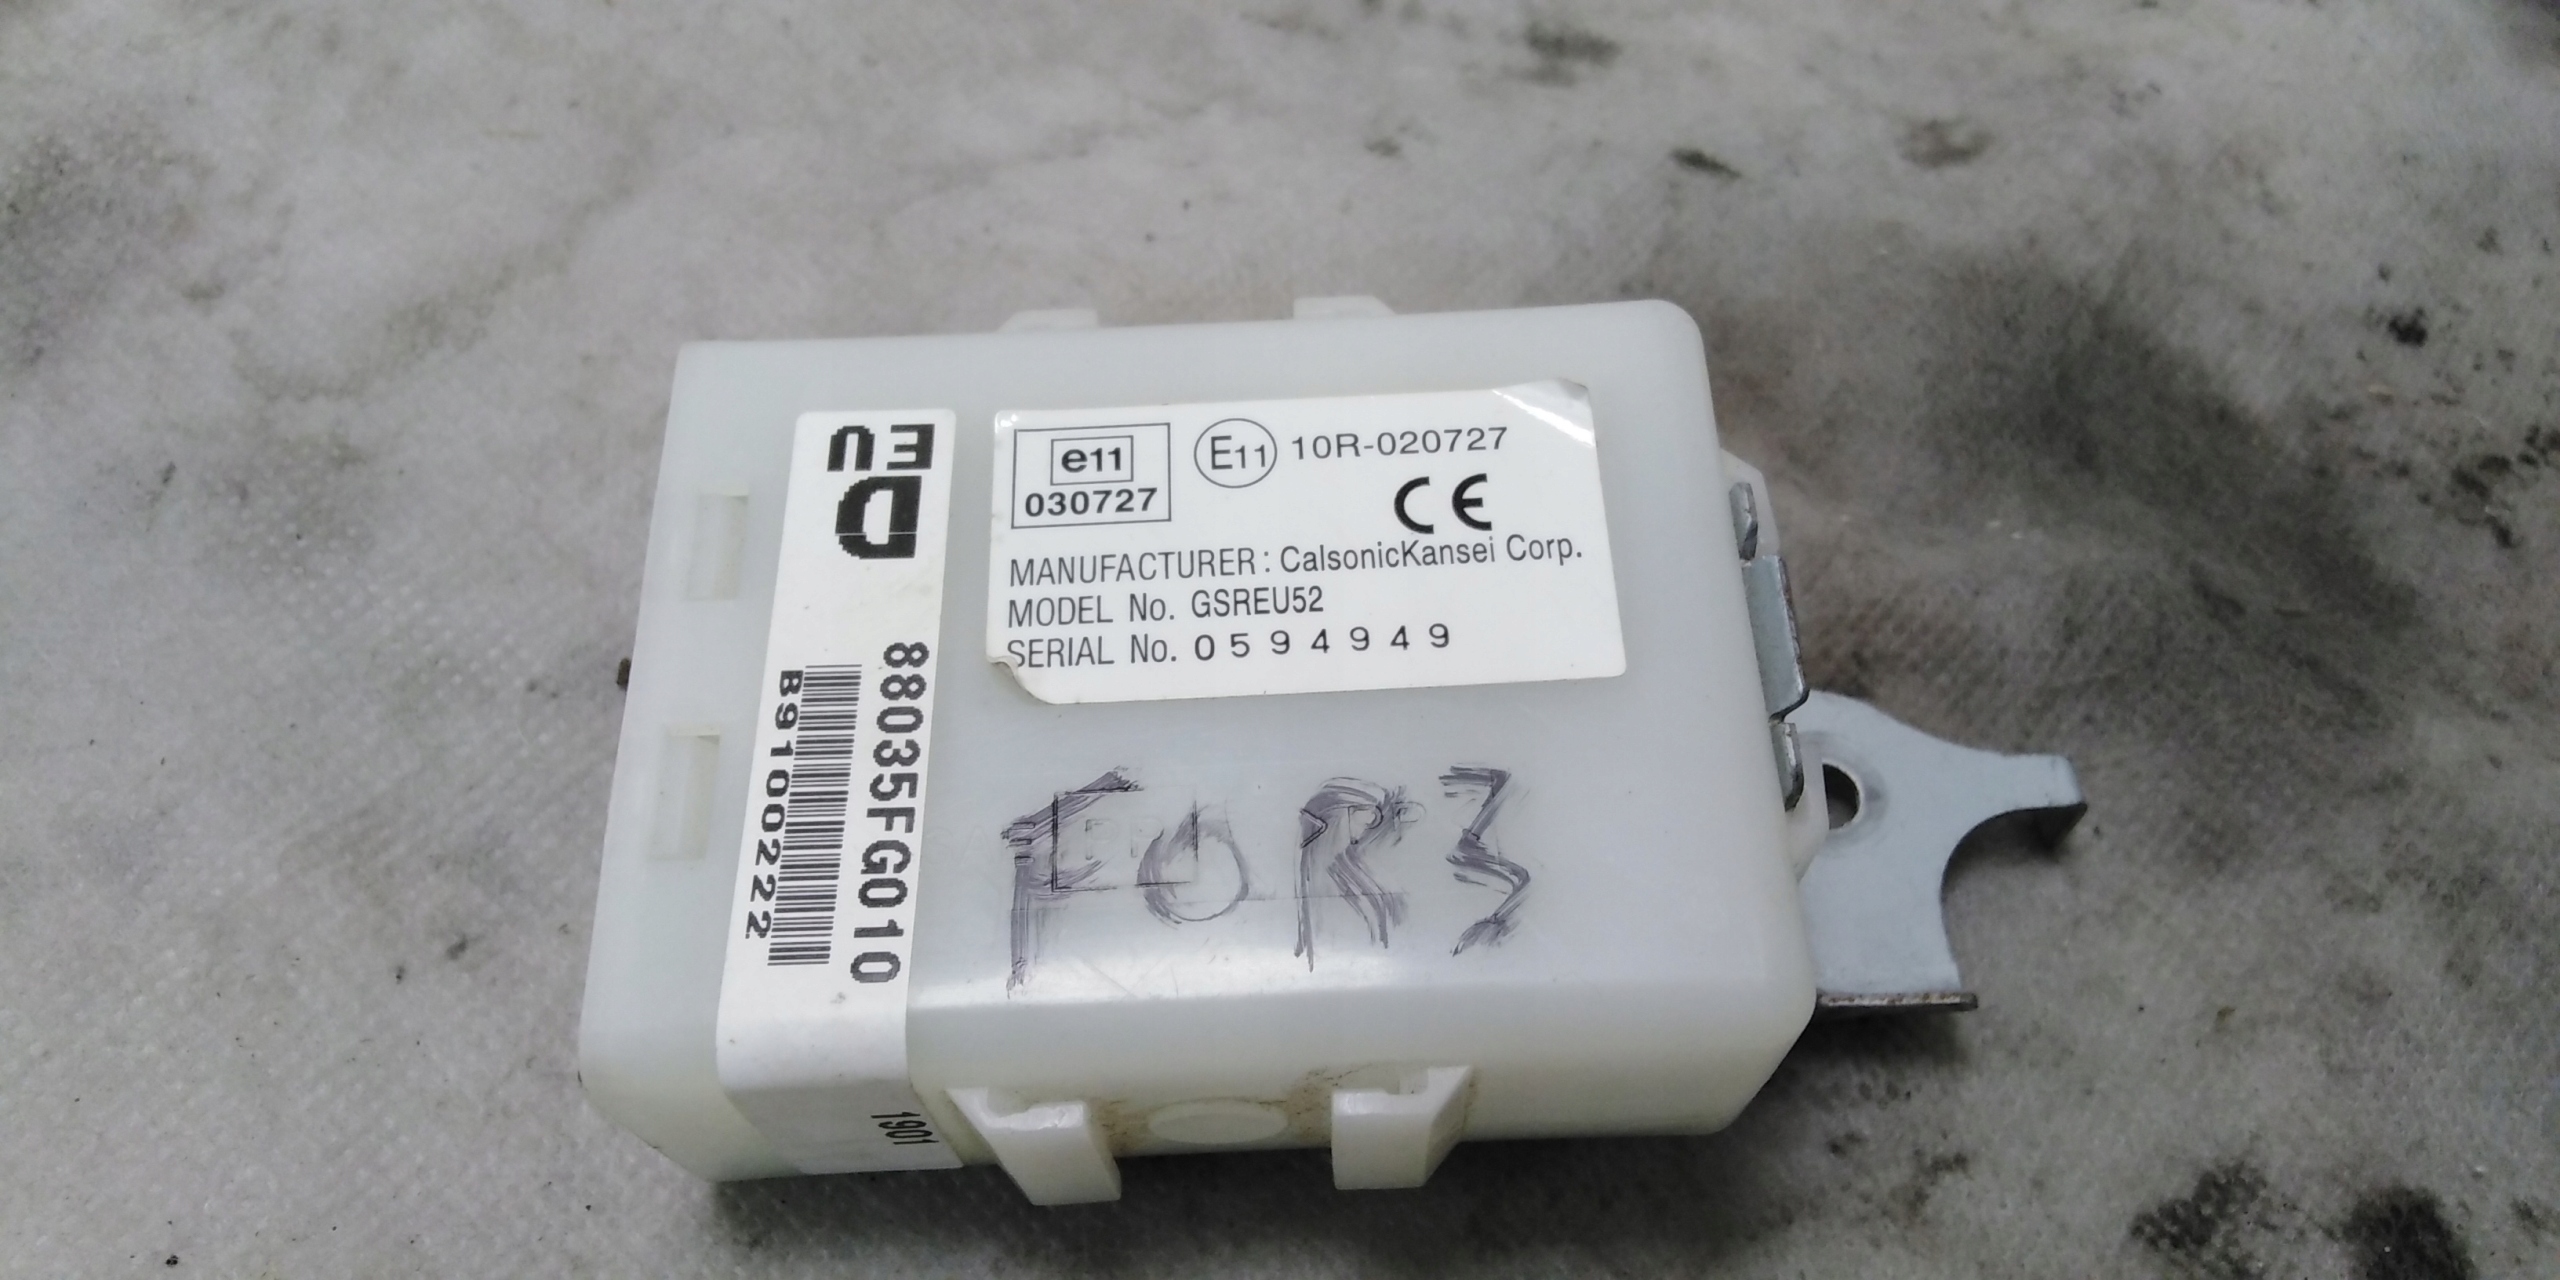 EU
D
88035FG010
B9100222
1901
e11
030727
E11 10R-020727
CE
MANUFACTURER: CalsonicKansei Corp.
MODEL No. GSREU52
SERIAL No. 0594949
FOR3